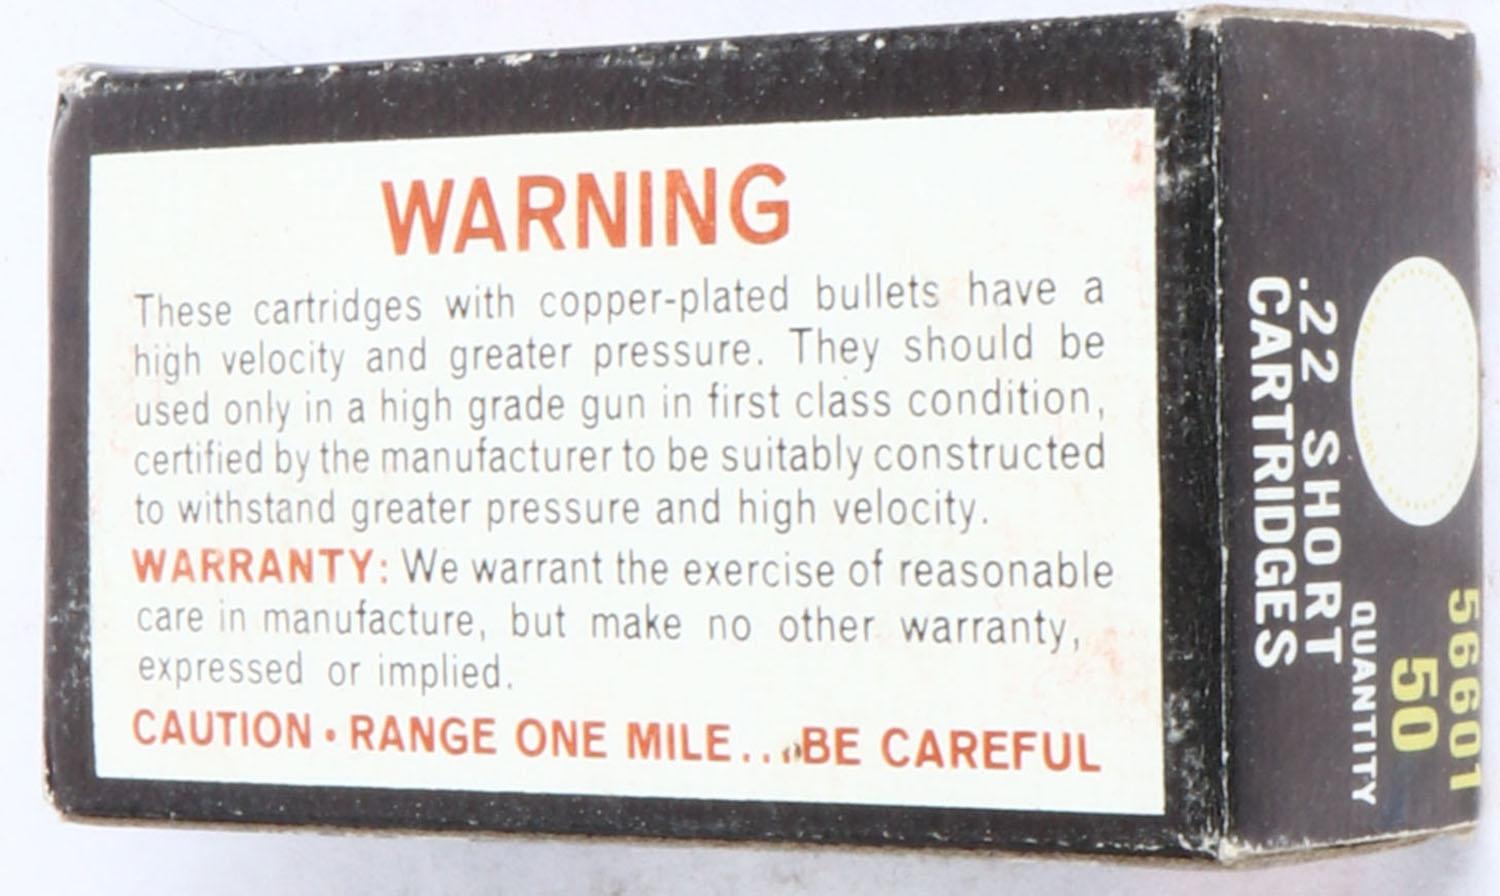 WARNING
These cartridges with copper-plated bullets have a
high velocity and greater pressure. They should be
used only in a high grade gun in first class condition,
certified by the manufacturer to be suitably constructed
to withstand greater pressure and high velocity.
WARRANTY: We warrant the exercise of reasonable
care in manufacture, but make no other warranty,
expressed or implied.
CAUTION • RANGE ONE MILE...BE CAREFUL
.22 SHORT
CARTRIDGES
QUANTITY
50
56601